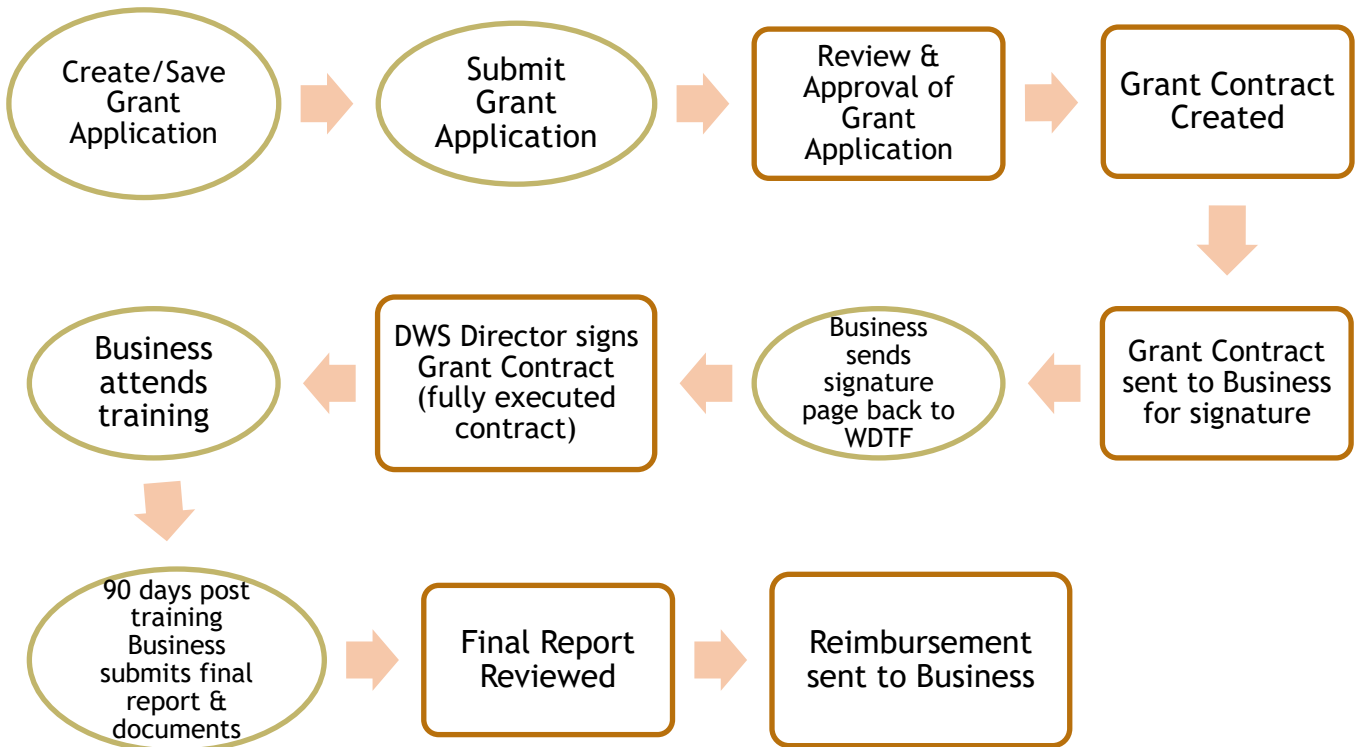 Create/Save
Grant
Application
Submit
Grant
Application
Review &
Approval of
Grant
Application
Grant Contract
Created
Grant Contract
sent to Business
for signature
Business
sends
signature
page back to
WDTF
DWS Director signs
Grant Contract
(fully executed
contract)
Business
attends
training
90 days post
training
Business
submits final
report &
documents
Final Report
Reviewed
Reimbursement
sent to Business